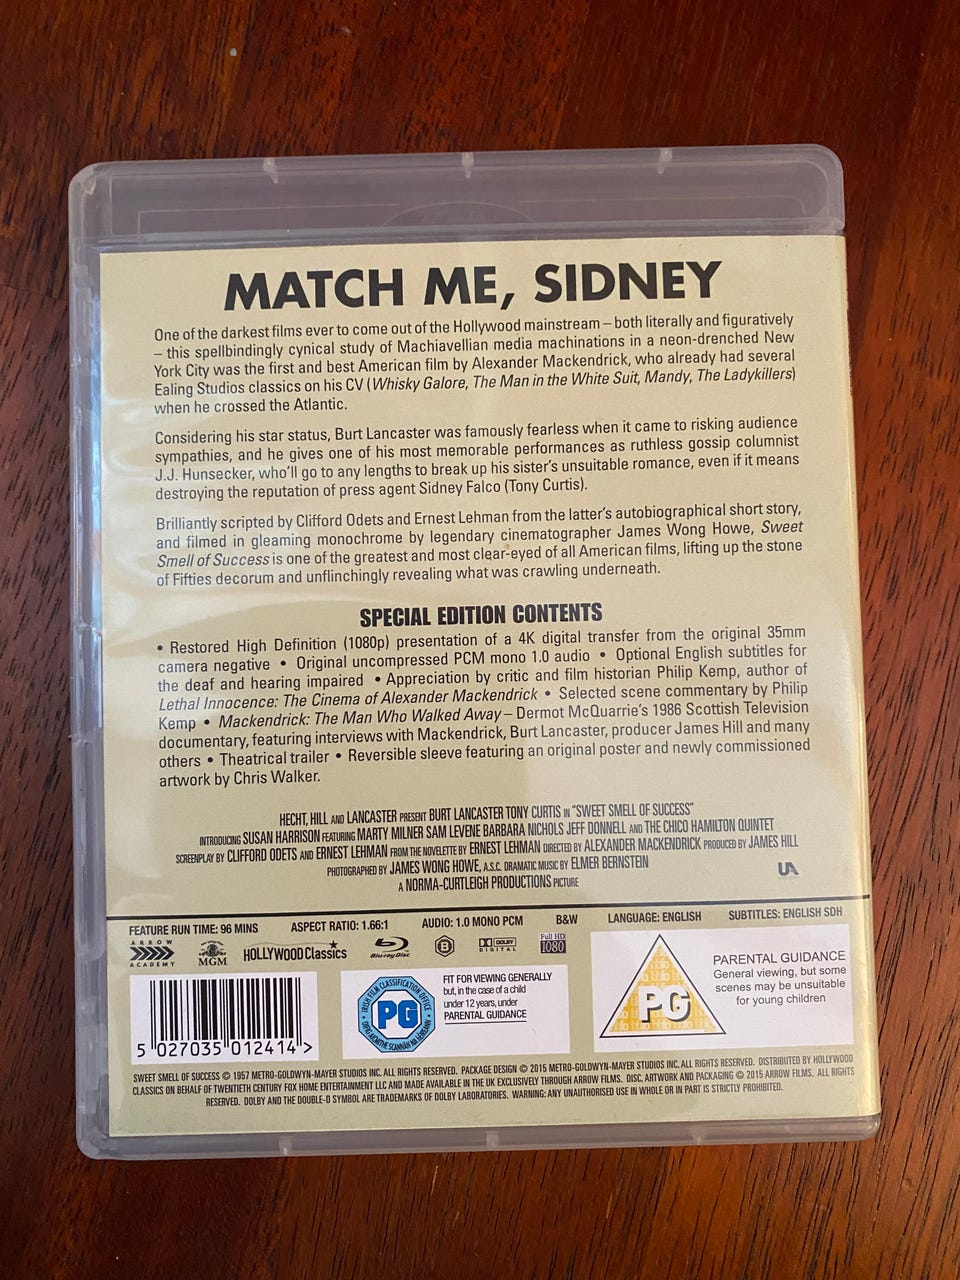 MATCH ME, SIDNEY
One of the darkest films ever to come out of the Hollywood mainstream – both literally and figuratively
– this spellbindingly cynical study of Machiavellian media machinations in a neon-drenched New
York City was the first and best American film by Alexander Mackendrick, who already had several
Ealing Studios classics on his CV (Whisky Galore, The Man in the White Suit, Mandy, The Ladykillers)
when he crossed the Atlantic.
Considering his star status, Burt Lancaster was famously fearless when it came to risking audience
sympathies, and he gives one of his most memorable performances as ruthless gossip columnist
J.J. Hunsecker, who'll go to any lengths to break up his sister's unsuitable romance, even if it means
destroying the reputation of press agent Sidney Falco (Tony Curtis).
Brilliantly scripted by Clifford Odets and Ernest Lehman from the latter's autobiographical short story,
and filmed in gleaming monochrome by legendary cinematographer James Wong Howe, Sweet
Smell of Success is one of the greatest and most clear-eyed of all American films, lifting up the stone
of Fifties decorum and unflinchingly revealing what was crawling underneath.
SPECIAL EDITION CONTENTS
• Restored High Definition (1080p) presentation of a 4K digital transfer from the original 35mm
camera negative • Original uncompressed PCM mono 1.0 audio • Optional English subtitles for
the deaf and hearing impaired • Appreciation by critic and film historian Philip Kemp, author of
Lethal Innocence: The Cinema of Alexander Mackendrick • Selected scene commentary by Philip
Kemp • Mackendrick: The Man Who Walked Away – Dermot McQuarrie's 1986 Scottish Television
documentary, featuring interviews with Mackendrick, Burt Lancaster, producer James Hill and many
others • Theatrical trailer • Reversible sleeve featuring an original poster and newly commissioned
artwork by Chris Walker.
HECHT, HILL AND LANCASTER PRESENT BURT LANCASTER TONY CURTIS IN "SWEET SMELL OF SUCCESS"
INTRODUCING SUSAN HARRISON FEATURING MARTY MILNER SAM LEVENE BARBARA NICHOLS JEFF DONNELL AND THE CHICO HAMILTON QUINTET
SCREENPLAY BY CLIFFORD ODETS AND ERNEST LEHMAN FROM THE NOVELETTE BY ERNEST LEHMAN DIRECTED BY ALEXANDER MACKENDRICK PRODUCED BY JAMES HILL
PHOTOGRAPHED BY JAMES WONG HOWE, A.S.C. DRAMATIC MUSIC BY ELMER BERNSTEIN
A NORMA-CURTLEIGH PRODUCTIONS PICTURE
UA
FEATURE RUN TIME: 96 MINS ASPECT RATIO: 1.66:1 AUDIO: 1.0 MONO PCM B&W LANGUAGE: ENGLISH SUBTITLES: ENGLISH SDH
ARROW ACADEMY MGM HOLLYWOOD Classics Blu-ray Disc B DOLBY DIGITAL Full HD 1080
5 027035 012414 >
IRISH FILM CLASSIFICATION OFFICE
PG
OIFIG AICMITHE SCANNÁN NA HÉIREANN
FIT FOR VIEWING GENERALLY
but, in the case of a child
under 12 years, under
PARENTAL GUIDANCE
PG
PARENTAL GUIDANCE
General viewing, but some
scenes may be unsuitable
for young children
SWEET SMELL OF SUCCESS © 1957 METRO-GOLDWYN-MAYER STUDIOS INC. ALL RIGHTS RESERVED. PACKAGE DESIGN © 2015 METRO-GOLDWYN-MAYER STUDIOS INC. ALL RIGHTS RESERVED. DISTRIBUTED BY HOLLYWOOD
CLASSICS ON BEHALF OF TWENTIETH CENTURY FOX HOME ENTERTAINMENT LLC AND MADE AVAILABLE IN THE UK EXCLUSIVELY THROUGH ARROW FILMS. DISC, ARTWORK AND PACKAGING © 2015 ARROW FILMS. ALL RIGHTS
RESERVED. DOLBY AND THE DOUBLE-D SYMBOL ARE TRADEMARKS OF DOLBY LABORATORIES. WARNING: ANY UNAUTHORISED USE IN WHOLE OR IN PART IS STRICTLY PROHIBITED.